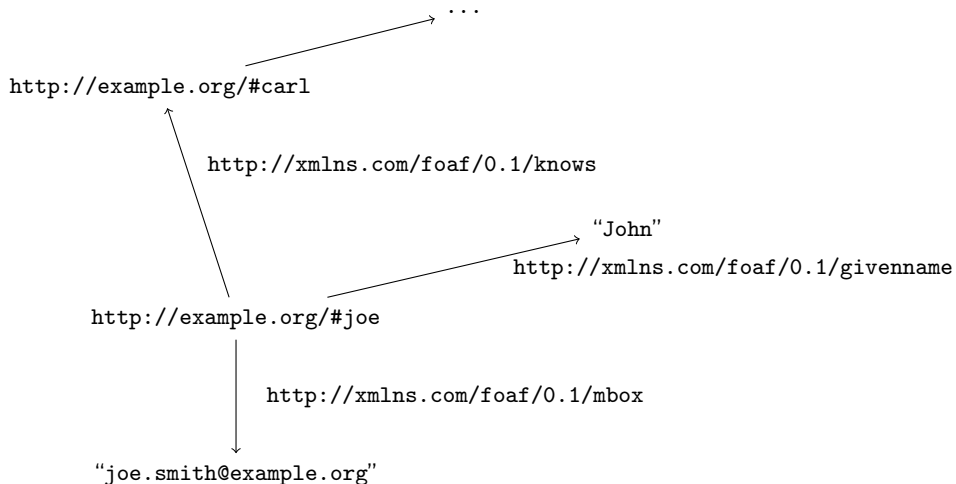 ...
http://example.org/#carl
http://xmlns.com/foaf/0.1/knows
“John”
http://xmlns.com/foaf/0.1/givenname
http://example.org/#joe
http://xmlns.com/foaf/0.1/mbox
“joe.smith@example.org”